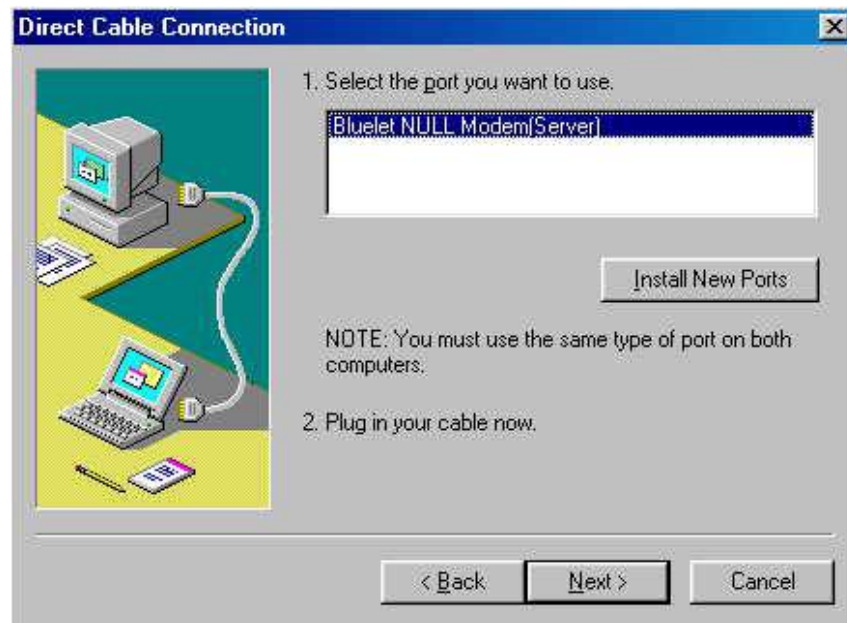 Direct Cable Connection
1. Select the port you want to use.
Bluelet NULL Modem(Server)
Install New Ports
NOTE: You must use the same type of port on both
computers.
2. Plug in your cable now.
< Back
Next >
Cancel